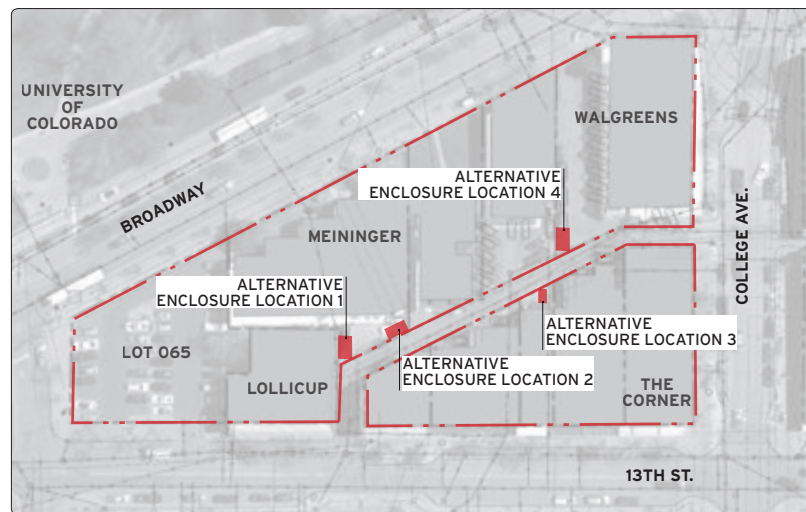 UNIVERSITY
OF
COLORADO
BROADWAY
WALGREENS
ALTERNATIVE
ENCLOSURE LOCATION 4
MEININGER
COLLEGE AVE.
ALTERNATIVE
ENCLOSURE LOCATION 1
ALTERNATIVE
ENCLOSURE LOCATION 3
LOT 065
ALTERNATIVE
ENCLOSURE LOCATION 2
LOLLICUP
THE
CORNER
13TH ST.